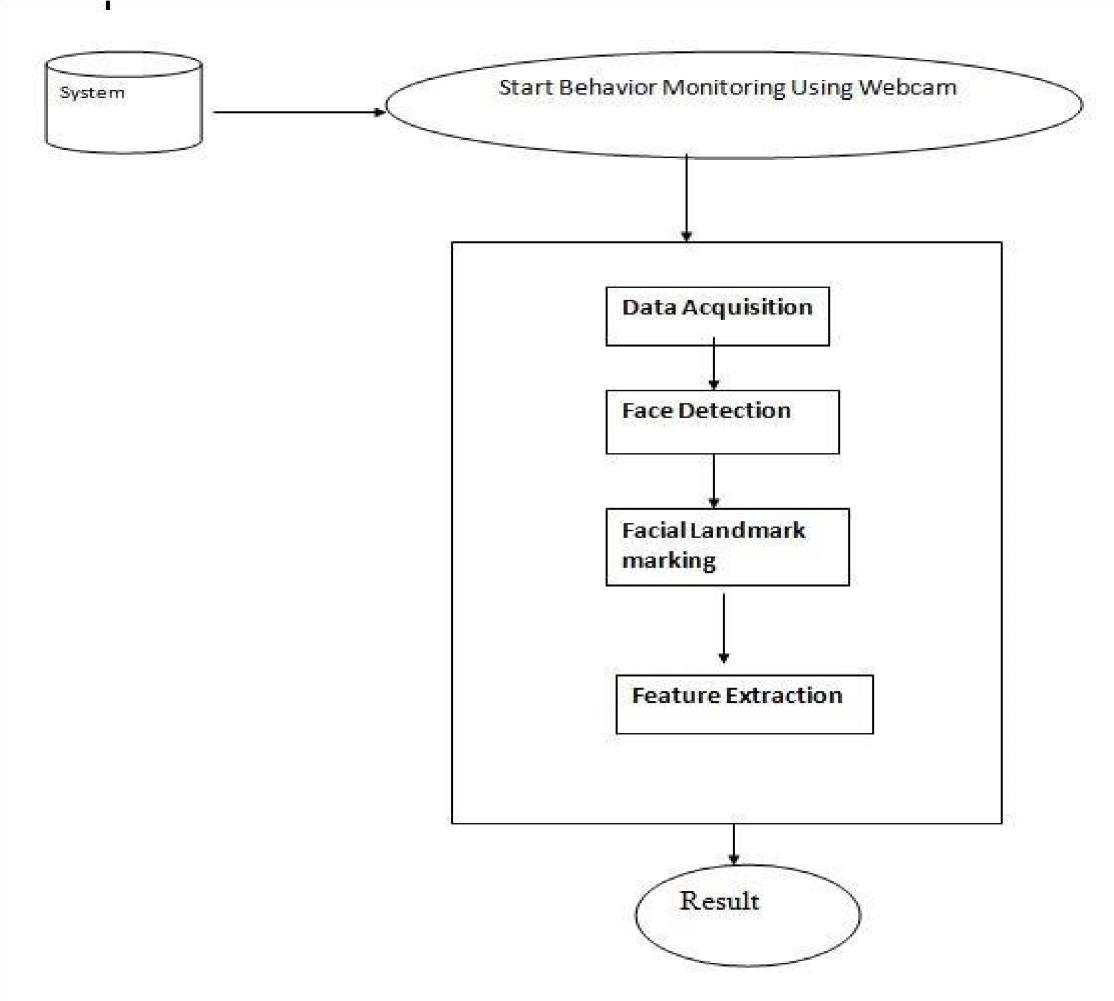 System
Start Behavior Monitoring Using Webcam
Data Acquisition
Face Detection
Facial Landmark
marking
Feature Extraction
Result